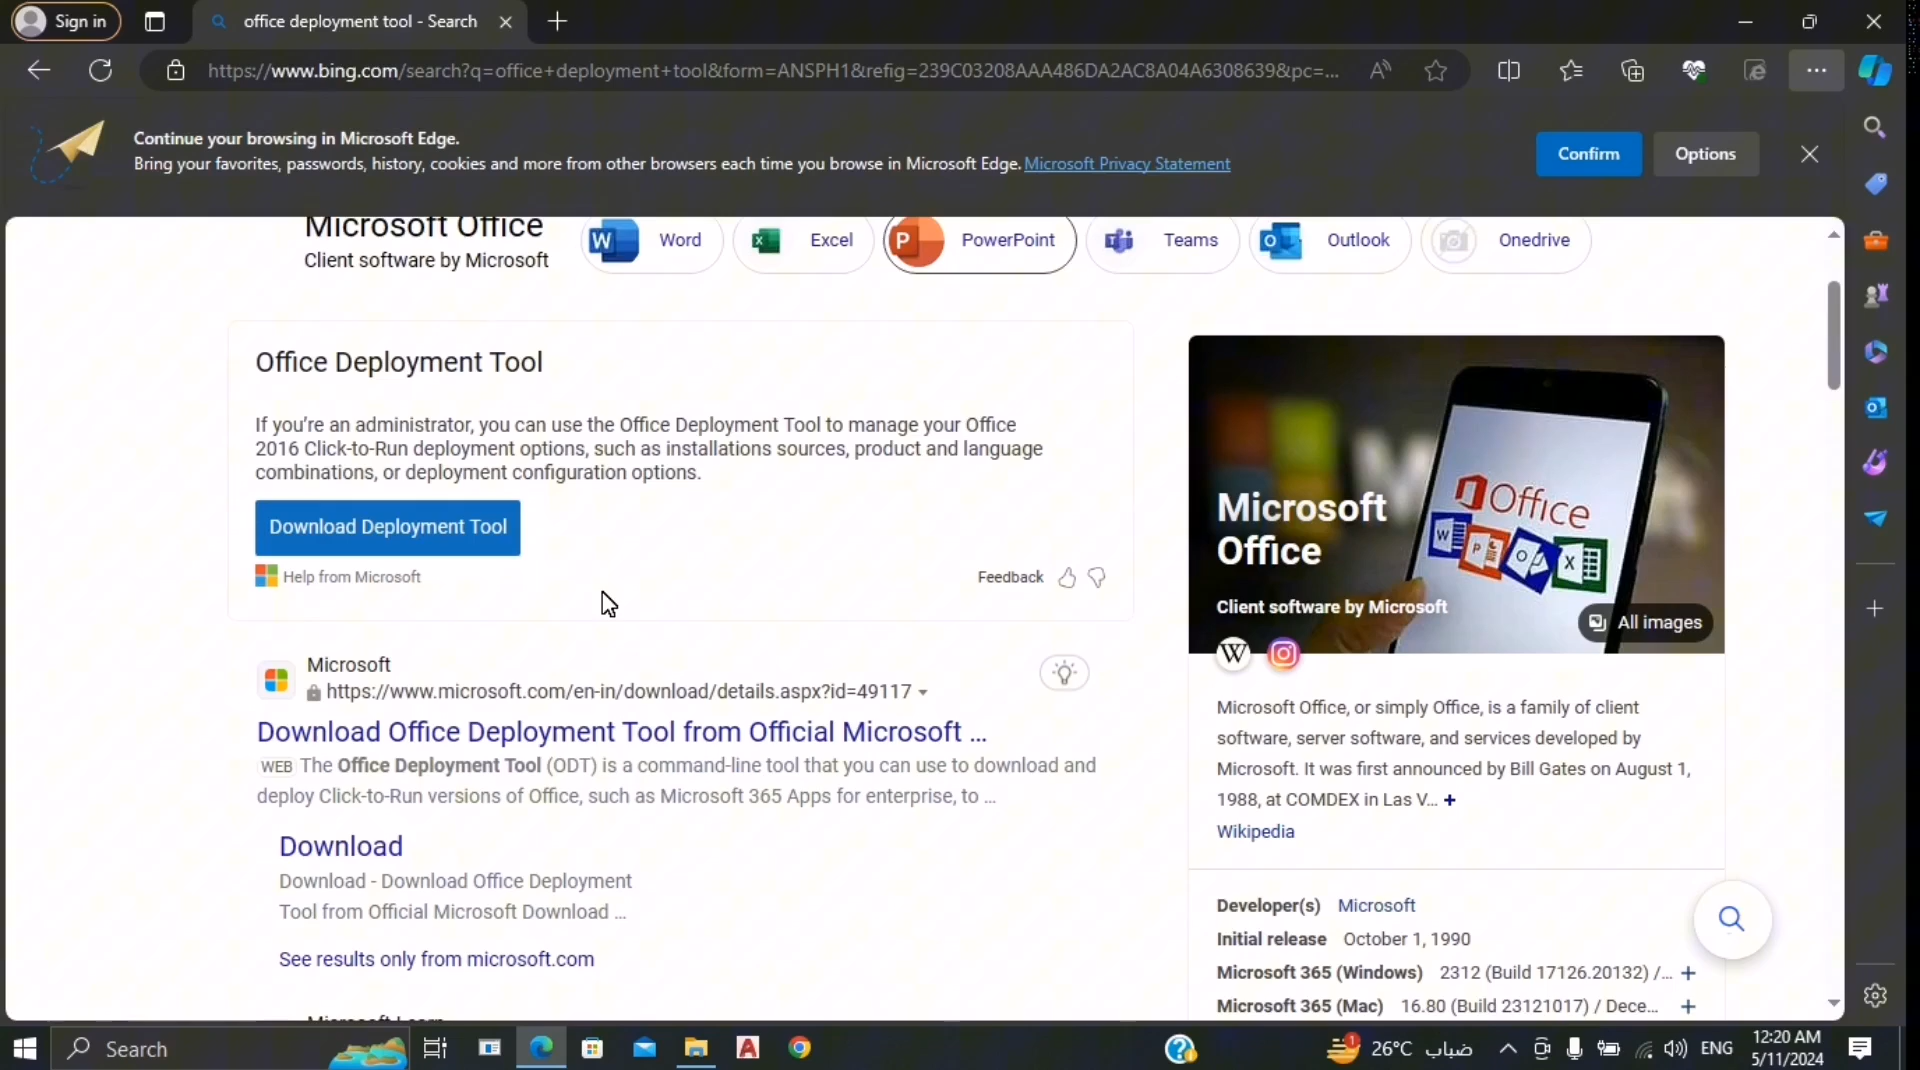 Sign in
office deployment tool - Search
https://www.bing.com/search?q=office+deployment+tool&form=ANSPH1&refig=239C03208AAA486DA2AC8A04A6308639&pc=...
Continue your browsing in Microsoft Edge.
Bring your favorites, passwords, history, cookies and more from other browsers each time you browse in Microsoft Edge. Microsoft Privacy Statement
Confirm
Options
Microsoft Office
Client software by Microsoft
Word
Excel
PowerPoint
Teams
Outlook
Onedrive
Office Deployment Tool
If you're an administrator, you can use the Office Deployment Tool to manage your Office
2016 Click-to-Run deployment options, such as installations sources, product and language
combinations, or deployment configuration options.
Download Deployment Tool
Help from Microsoft
Feedback
Microsoft
https://www.microsoft.com/en-in/download/details.aspx?id=49117
Download Office Deployment Tool from Official Microsoft ...
WEB The Office Deployment Tool (ODT) is a command-line tool that you can use to download and
deploy Click-to-Run versions of Office, such as Microsoft 365 Apps for enterprise, to ...
Download
Download - Download Office Deployment
Tool from Official Microsoft Download ...
See results only from microsoft.com
Office
Microsoft
Office
Client software by Microsoft
All images
Microsoft Office, or simply Office, is a family of client
software, server software, and services developed by
Microsoft. It was first announced by Bill Gates on August 1,
1988, at COMDEX in Las V... +
Wikipedia
Developer(s) Microsoft
Initial release October 1, 1990
Microsoft 365 (Windows) 2312 (Build 17126.20132) /... +
Microsoft 365 (Mac) 16.80 (Build 23121017) / Dece... +
Search
1
26°C ضباب
ENG
12:20 AM
5/11/2024